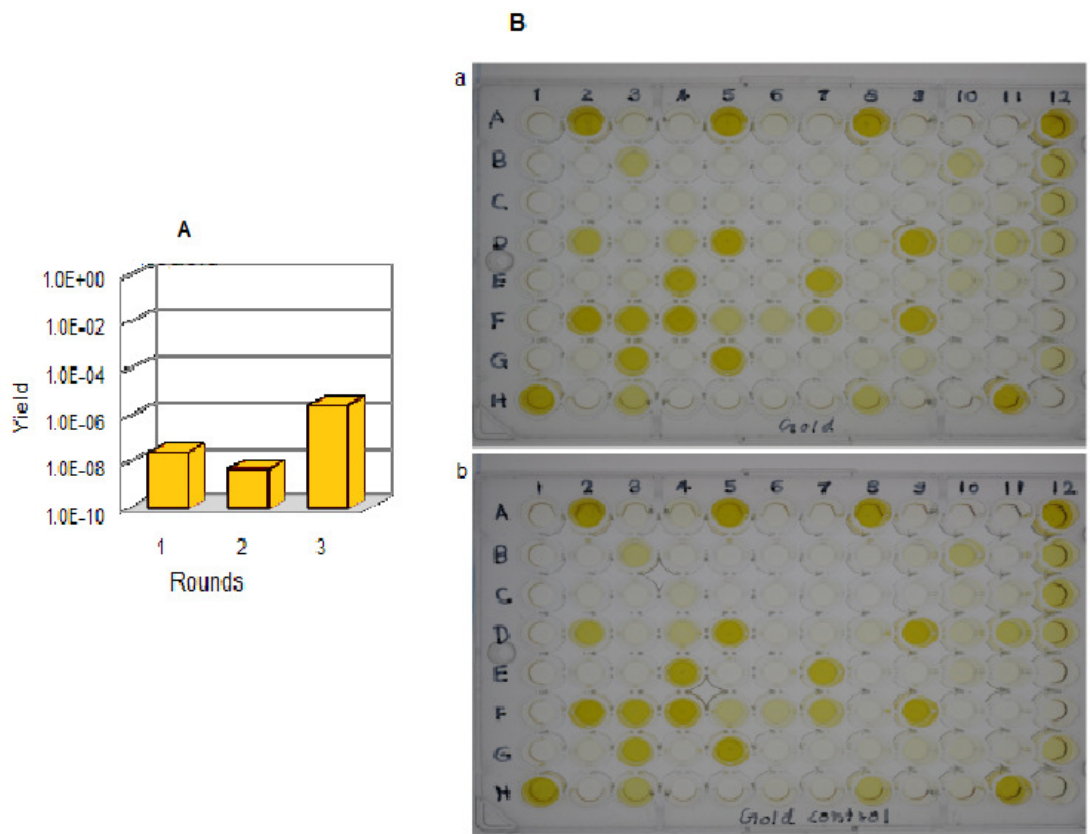 B
a
1 2 3 4 5 6 7 8 9 10 11 12
A
B
C
D
E
F
G
H
Gold
A
1.0E+00
1.0E-02
1.0E-04
1.0E-06
1.0E-08
1.0E-10
Yield
1 2 3
Rounds
b
1 2 3 4 5 6 7 8 9 10 11 12
A
B
C
D
E
F
G
H
Gold control